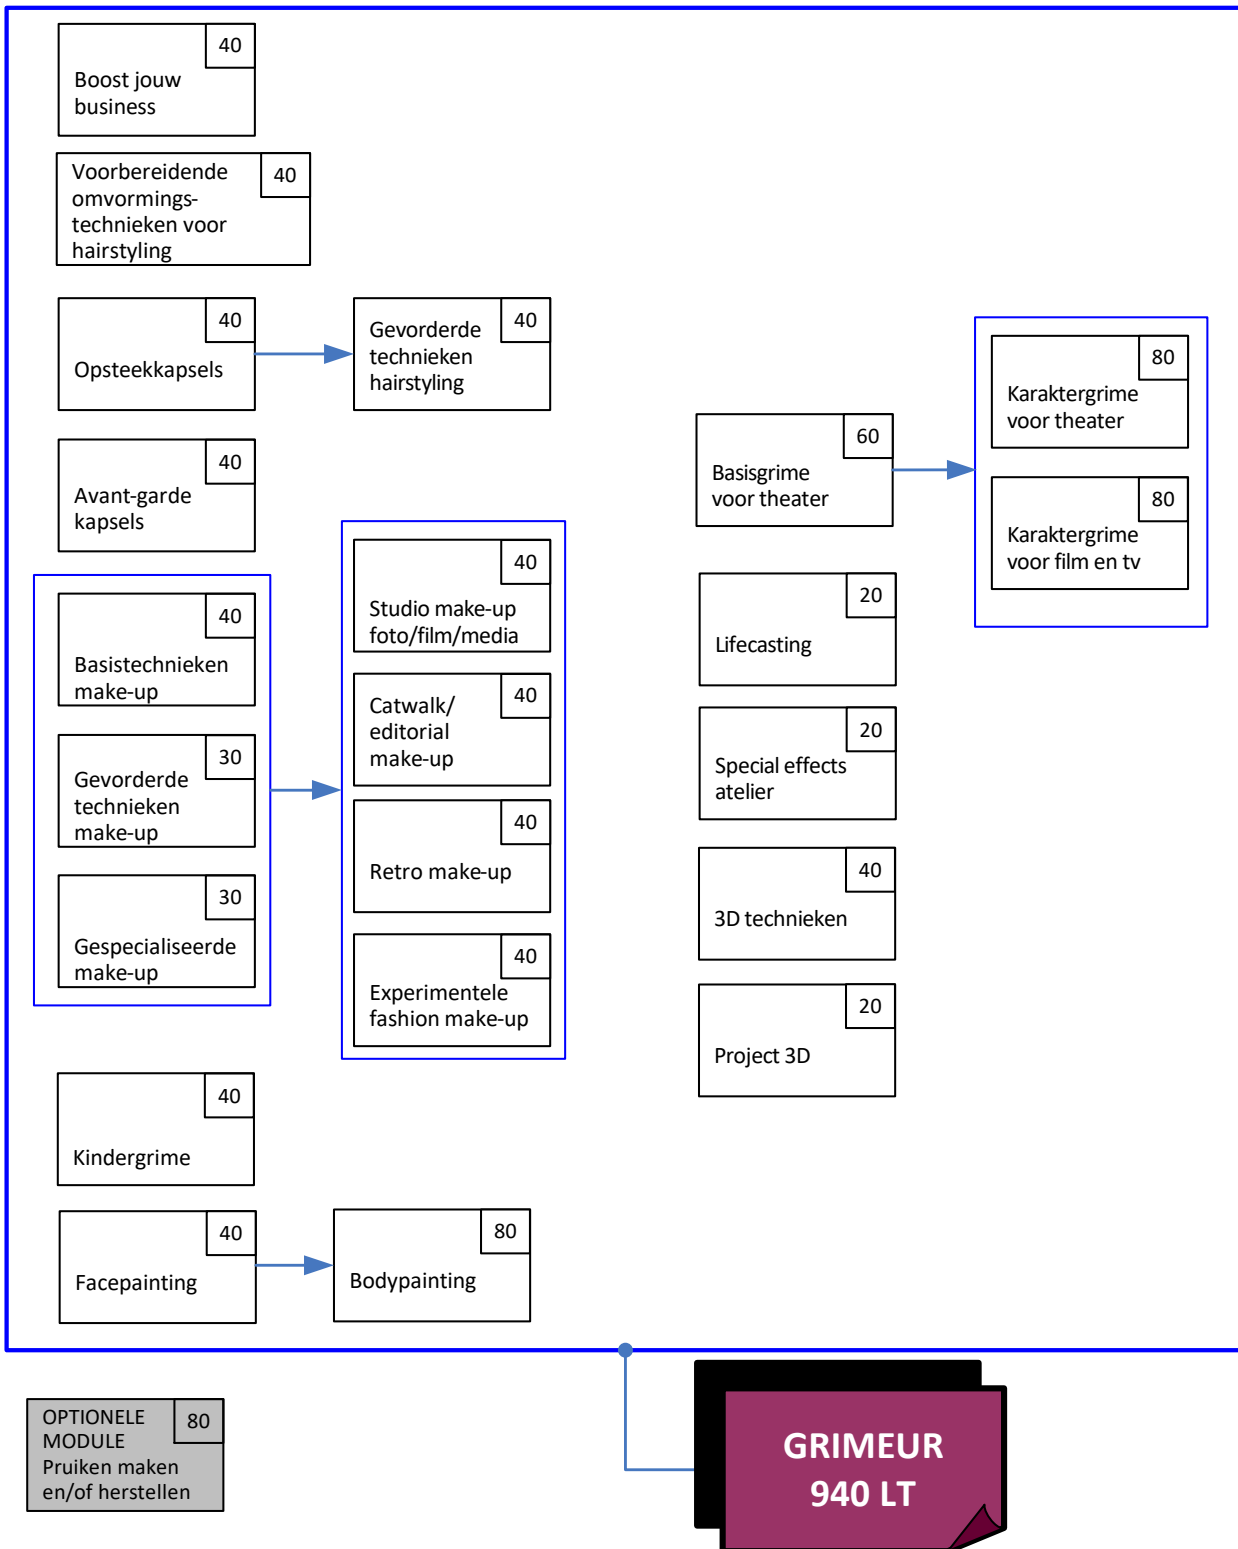 40
Boost jouw
business
40
Voorbereidende
omvormings-
technieken voor
hairstyling
40
Opsteekkapsels
40
Gevorderde
technieken
hairstyling
40
Avant-garde
kapsels
40
Basistechnieken
make-up
30
Gevorderde
technieken
make-up
30
Gespecialiseerde
make-up
40
Studio make-up
foto/film/media
40
Catwalk/
editorial
make-up
40
Retro make-up
40
Experimentele
fashion make-up
40
Kindergrime
40
Facepainting
80
Bodypainting
60
Basisgrime
voor theater
80
Karaktergrime
voor theater
80
Karaktergrime
voor film en tv
20
Lifecasting
20
Special effects
atelier
40
3D technieken
20
Project 3D
OPTIONELE
MODULE
Pruiken maken
en/of herstellen
80
GRIMEUR
940 LT